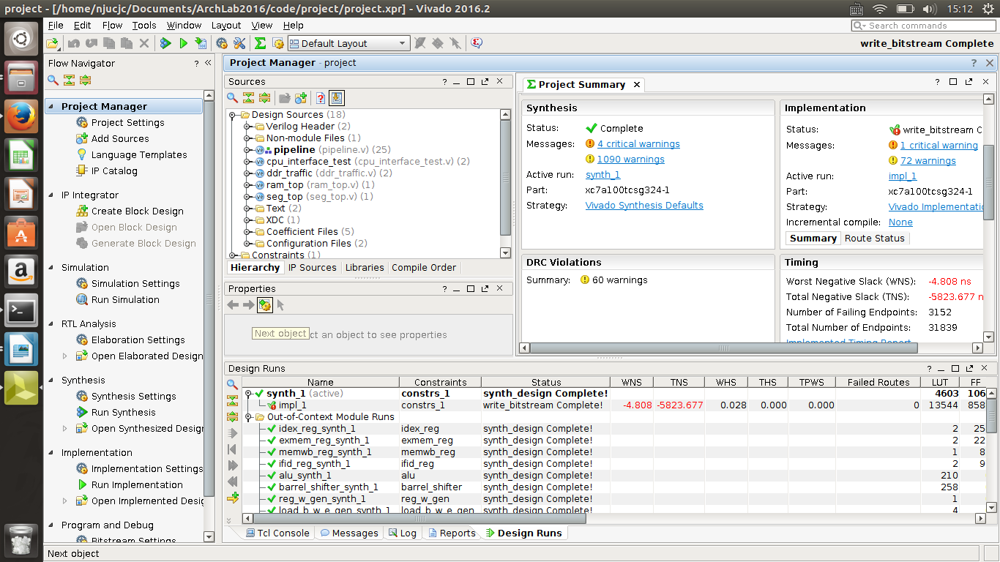 project - [/home/njucjc/Documents/ArchLab2016/code/project/project.xpr] - Vivado 2016.2
15:12
File Edit Flow Tools Window Layout View Help
Search commands
Default Layout
write_bitstream Complete
Flow Navigator
Project Manager
Project Settings
Add Sources
Language Templates
IP Catalog
IP Integrator
Create Block Design
Open Block Design
Generate Block Design
Simulation
Simulation Settings
Run Simulation
RTL Analysis
Elaboration Settings
Open Elaborated Design
Synthesis
Synthesis Settings
Run Synthesis
Open Synthesized Desig
Implementation
Implementation Settings
Run Implementation
Open Implemented Desig
Program and Debug
Bitstream Settings
Project Manager - project
Sources
Design Sources (18)
Verilog Header (2)
Non-module Files (1)
pipeline (pipeline.v) (25)
cpu_interface_test (cpu_interface_test.v) (2)
ddr_traffic (ddr_traffic.v) (2)
ram_top (ram_top.v) (1)
seg_top (seg_top.v) (1)
Text (2)
XDC (1)
Coefficient Files (5)
Configuration Files (2)
Constraints (1)
Hierarchy IP Sources Libraries Compile Order
Properties
Next object
ct an object to see properties
Project Summary
Synthesis
Status: Complete
Messages: 4 critical warnings
1090 warnings
Active run: synth_1
Part: xc7a100tcsg324-1
Strategy: Vivado Synthesis Defaults
Implementation
Status: write_bitstream C
Messages: 1 critical warning
72 warnings
Active run: impl_1
Part: xc7a100tcsg324-1
Strategy: Vivado Implementatio
Incremental compile: None
Summary Route Status
DRC Violations
Summary: 60 warnings
Timing
Worst Negative Slack (WNS): -4.808 ns
Total Negative Slack (TNS): -5823.677 n
Number of Failing Endpoints: 3152
Total Number of Endpoints: 31839
Implemented Timing Report
Design Runs
Name Constraints Status WNS TNS WHS THS TPWS Failed Routes LUT FF
synth_1 (active) constrs_1 synth_design Complete! 4603 106
impl_1 constrs_1 write_bitstream Complete! -4.808 -5823.677 0.028 0.000 0.000 0 13544 858
Out-of-Context Module Runs
idex_reg_synth_1 idex_reg synth_design Complete! 2 25
exmem_reg_synth_1 exmem_reg synth_design Complete! 2 22
memwb_reg_synth_1 memwb_reg synth_design Complete! 1 8
ifid_reg_synth_1 ifid_reg synth_design Complete! 2 9
alu_synth_1 alu synth_design Complete! 210
barrel_shifter_synth_1 barrel_shifter synth_design Complete! 258
reg_w_gen_synth_1 reg_w_gen synth_design Complete! 1
load_b_w_e_gen_synth_1 load_b_w_e_gen synth_design Complete! 4
Tcl Console Messages Log Reports Design Runs
Next object